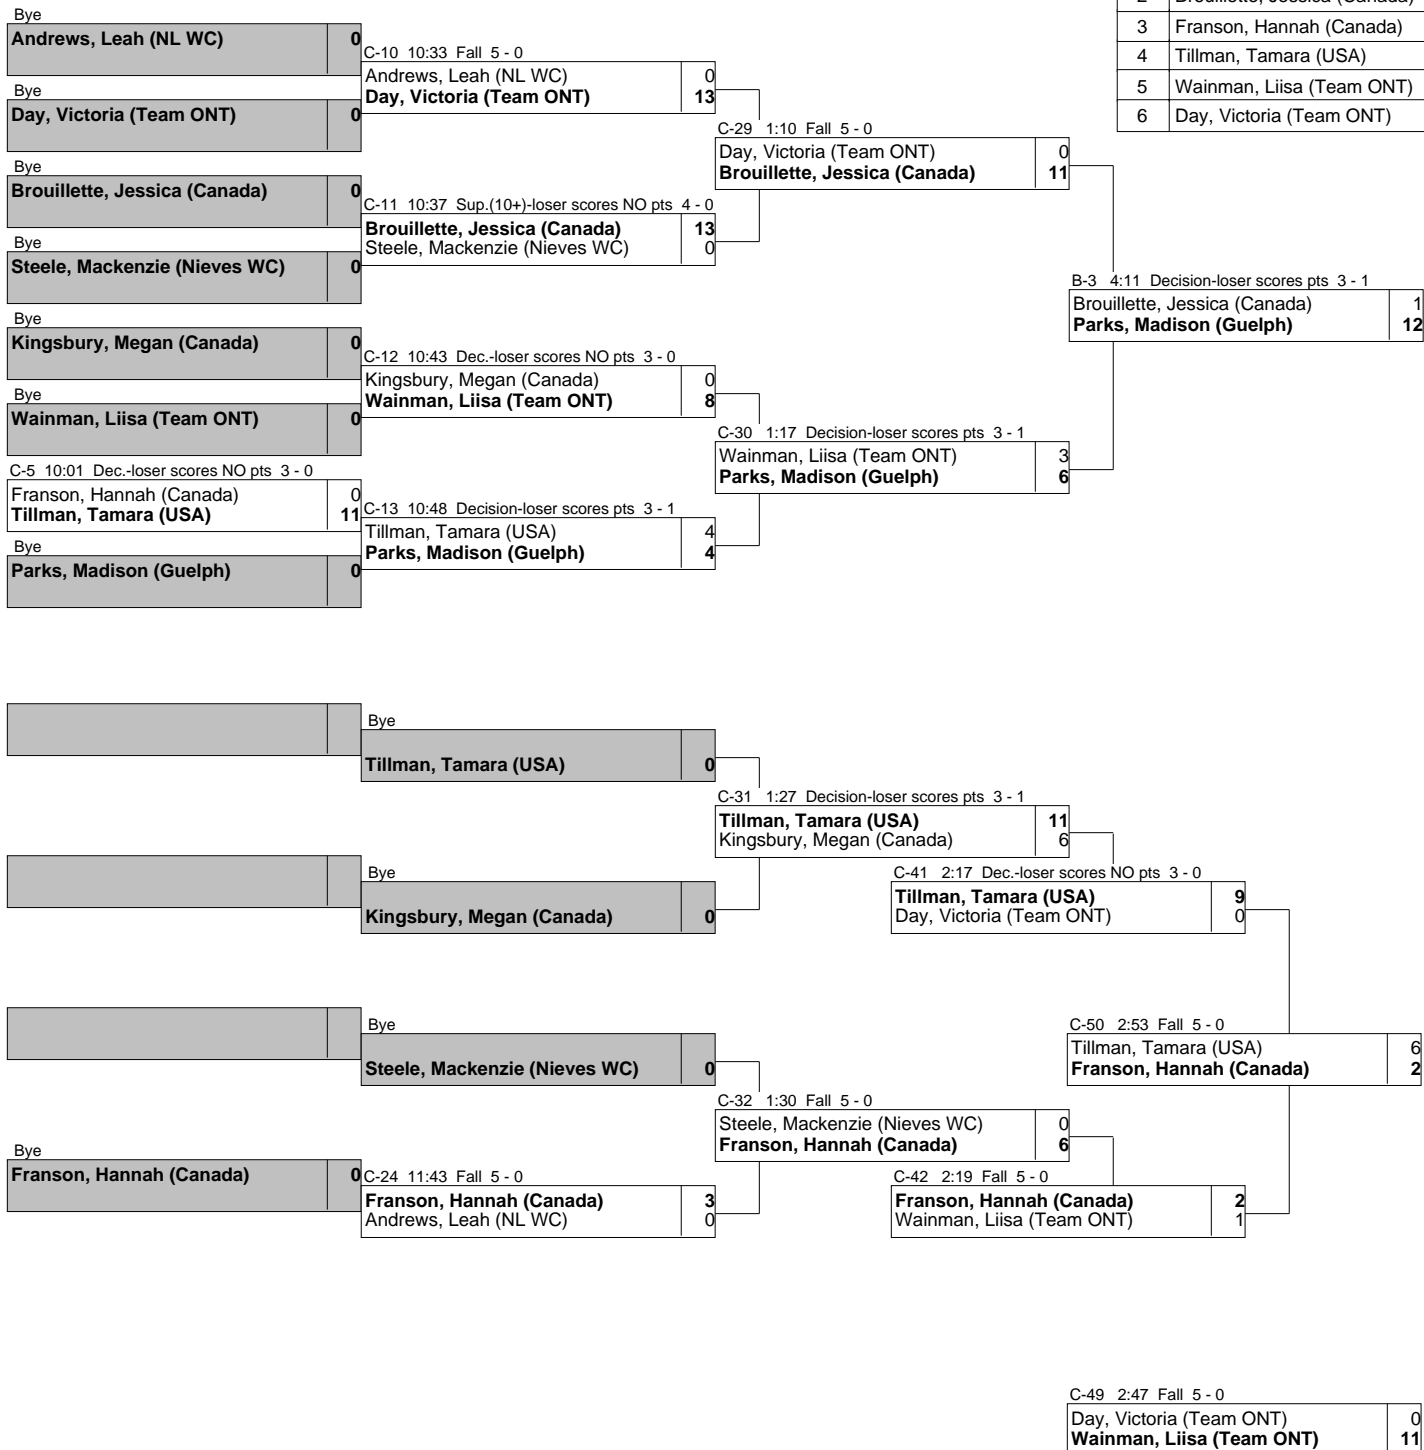 2 Brouillette, Jessica (Canada)
3 Franson, Hannah (Canada)
4 Tillman, Tamara (USA)
5 Wainman, Liisa (Team ONT)
6 Day, Victoria (Team ONT)
Bye
Andrews, Leah (NL WC) 0
Bye
Day, Victoria (Team ONT) 0
Bye
Brouillette, Jessica (Canada) 0
Bye
Steele, Mackenzie (Nieves WC) 0
Bye
Kingsbury, Megan (Canada) 0
Bye
Wainman, Liisa (Team ONT) 0
C-5 10:01 Dec.-loser scores NO pts 3 - 0
Franson, Hannah (Canada) 0
Tillman, Tamara (USA) 11
Bye
Parks, Madison (Guelph) 0
C-10 10:33 Fall 5 - 0
Andrews, Leah (NL WC) 0
Day, Victoria (Team ONT) 13
C-11 10:37 Sup.(10+)-loser scores NO pts 4 - 0
Brouillette, Jessica (Canada) 13
Steele, Mackenzie (Nieves WC) 0
C-12 10:43 Dec.-loser scores NO pts 3 - 0
Kingsbury, Megan (Canada) 0
Wainman, Liisa (Team ONT) 8
C-13 10:48 Decision-loser scores pts 3 - 1
Tillman, Tamara (USA) 4
Parks, Madison (Guelph) 4
C-29 1:10 Fall 5 - 0
Day, Victoria (Team ONT) 0
Brouillette, Jessica (Canada) 11
C-30 1:17 Decision-loser scores pts 3 - 1
Wainman, Liisa (Team ONT) 3
Parks, Madison (Guelph) 6
B-3 4:11 Decision-loser scores pts 3 - 1
Brouillette, Jessica (Canada) 1
Parks, Madison (Guelph) 12
Bye
Tillman, Tamara (USA) 0
Bye
Kingsbury, Megan (Canada) 0
Bye
Steele, Mackenzie (Nieves WC) 0
Bye
Franson, Hannah (Canada) 0
C-24 11:43 Fall 5 - 0
Franson, Hannah (Canada) 3
Andrews, Leah (NL WC) 0
C-31 1:27 Decision-loser scores pts 3 - 1
Tillman, Tamara (USA) 11
Kingsbury, Megan (Canada) 6
C-32 1:30 Fall 5 - 0
Steele, Mackenzie (Nieves WC) 0
Franson, Hannah (Canada) 6
C-41 2:17 Dec.-loser scores NO pts 3 - 0
Tillman, Tamara (USA) 9
Day, Victoria (Team ONT) 0
C-42 2:19 Fall 5 - 0
Franson, Hannah (Canada) 2
Wainman, Liisa (Team ONT) 1
C-50 2:53 Fall 5 - 0
Tillman, Tamara (USA) 6
Franson, Hannah (Canada) 2
C-49 2:47 Fall 5 - 0
Day, Victoria (Team ONT) 0
Wainman, Liisa (Team ONT) 11